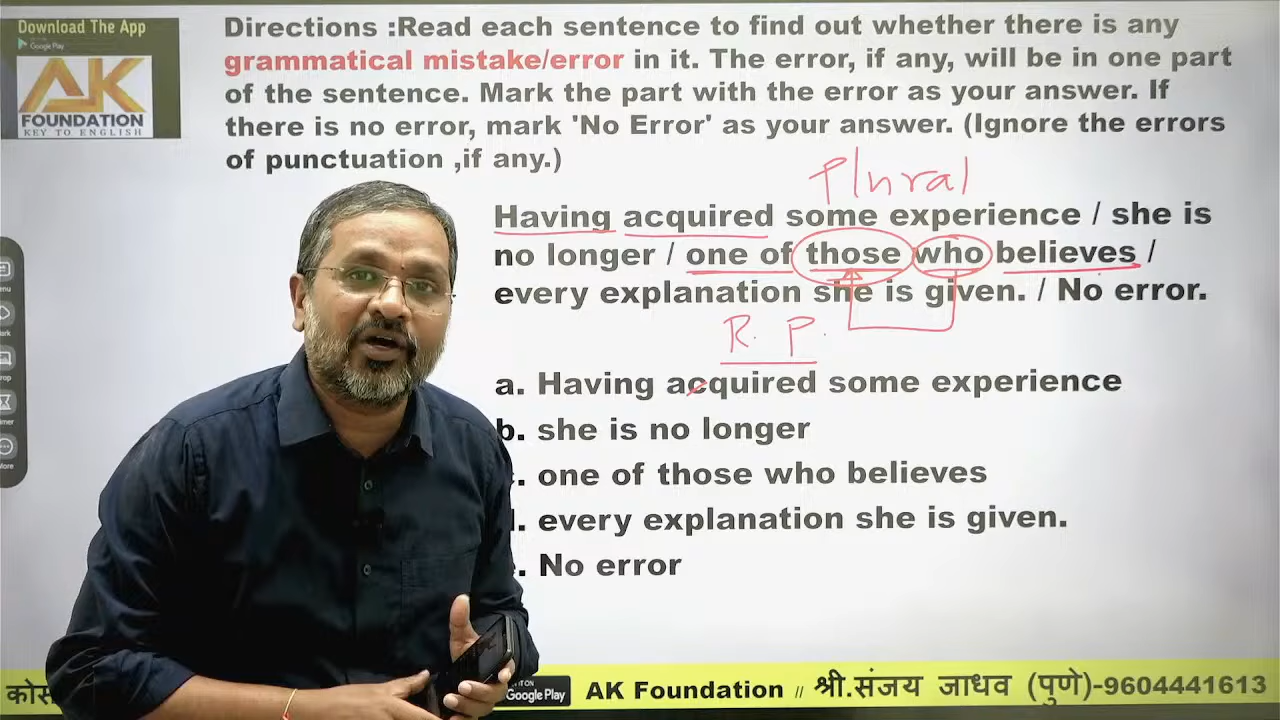 Download The App
Google Play
AK
FOUNDATION
KEY TO ENGLISH
Directions :Read each sentence to find out whether there is any
grammatical mistake/error in it. The error, if any, will be in one part
of the sentence. Mark the part with the error as your answer. If
there is no error, mark 'No Error' as your answer. (Ignore the errors
of punctuation ,if any.)
Plural
Having acquired some experience / she is
no longer / one of those who believes /
every explanation she is given. / No error.
R. P.
a. Having acquired some experience
b. she is no longer
c. one of those who believes
d. every explanation she is given.
e. No error
Google Play
AK Foundation // श्री.संजय जाधव (पुणे)-9604441613